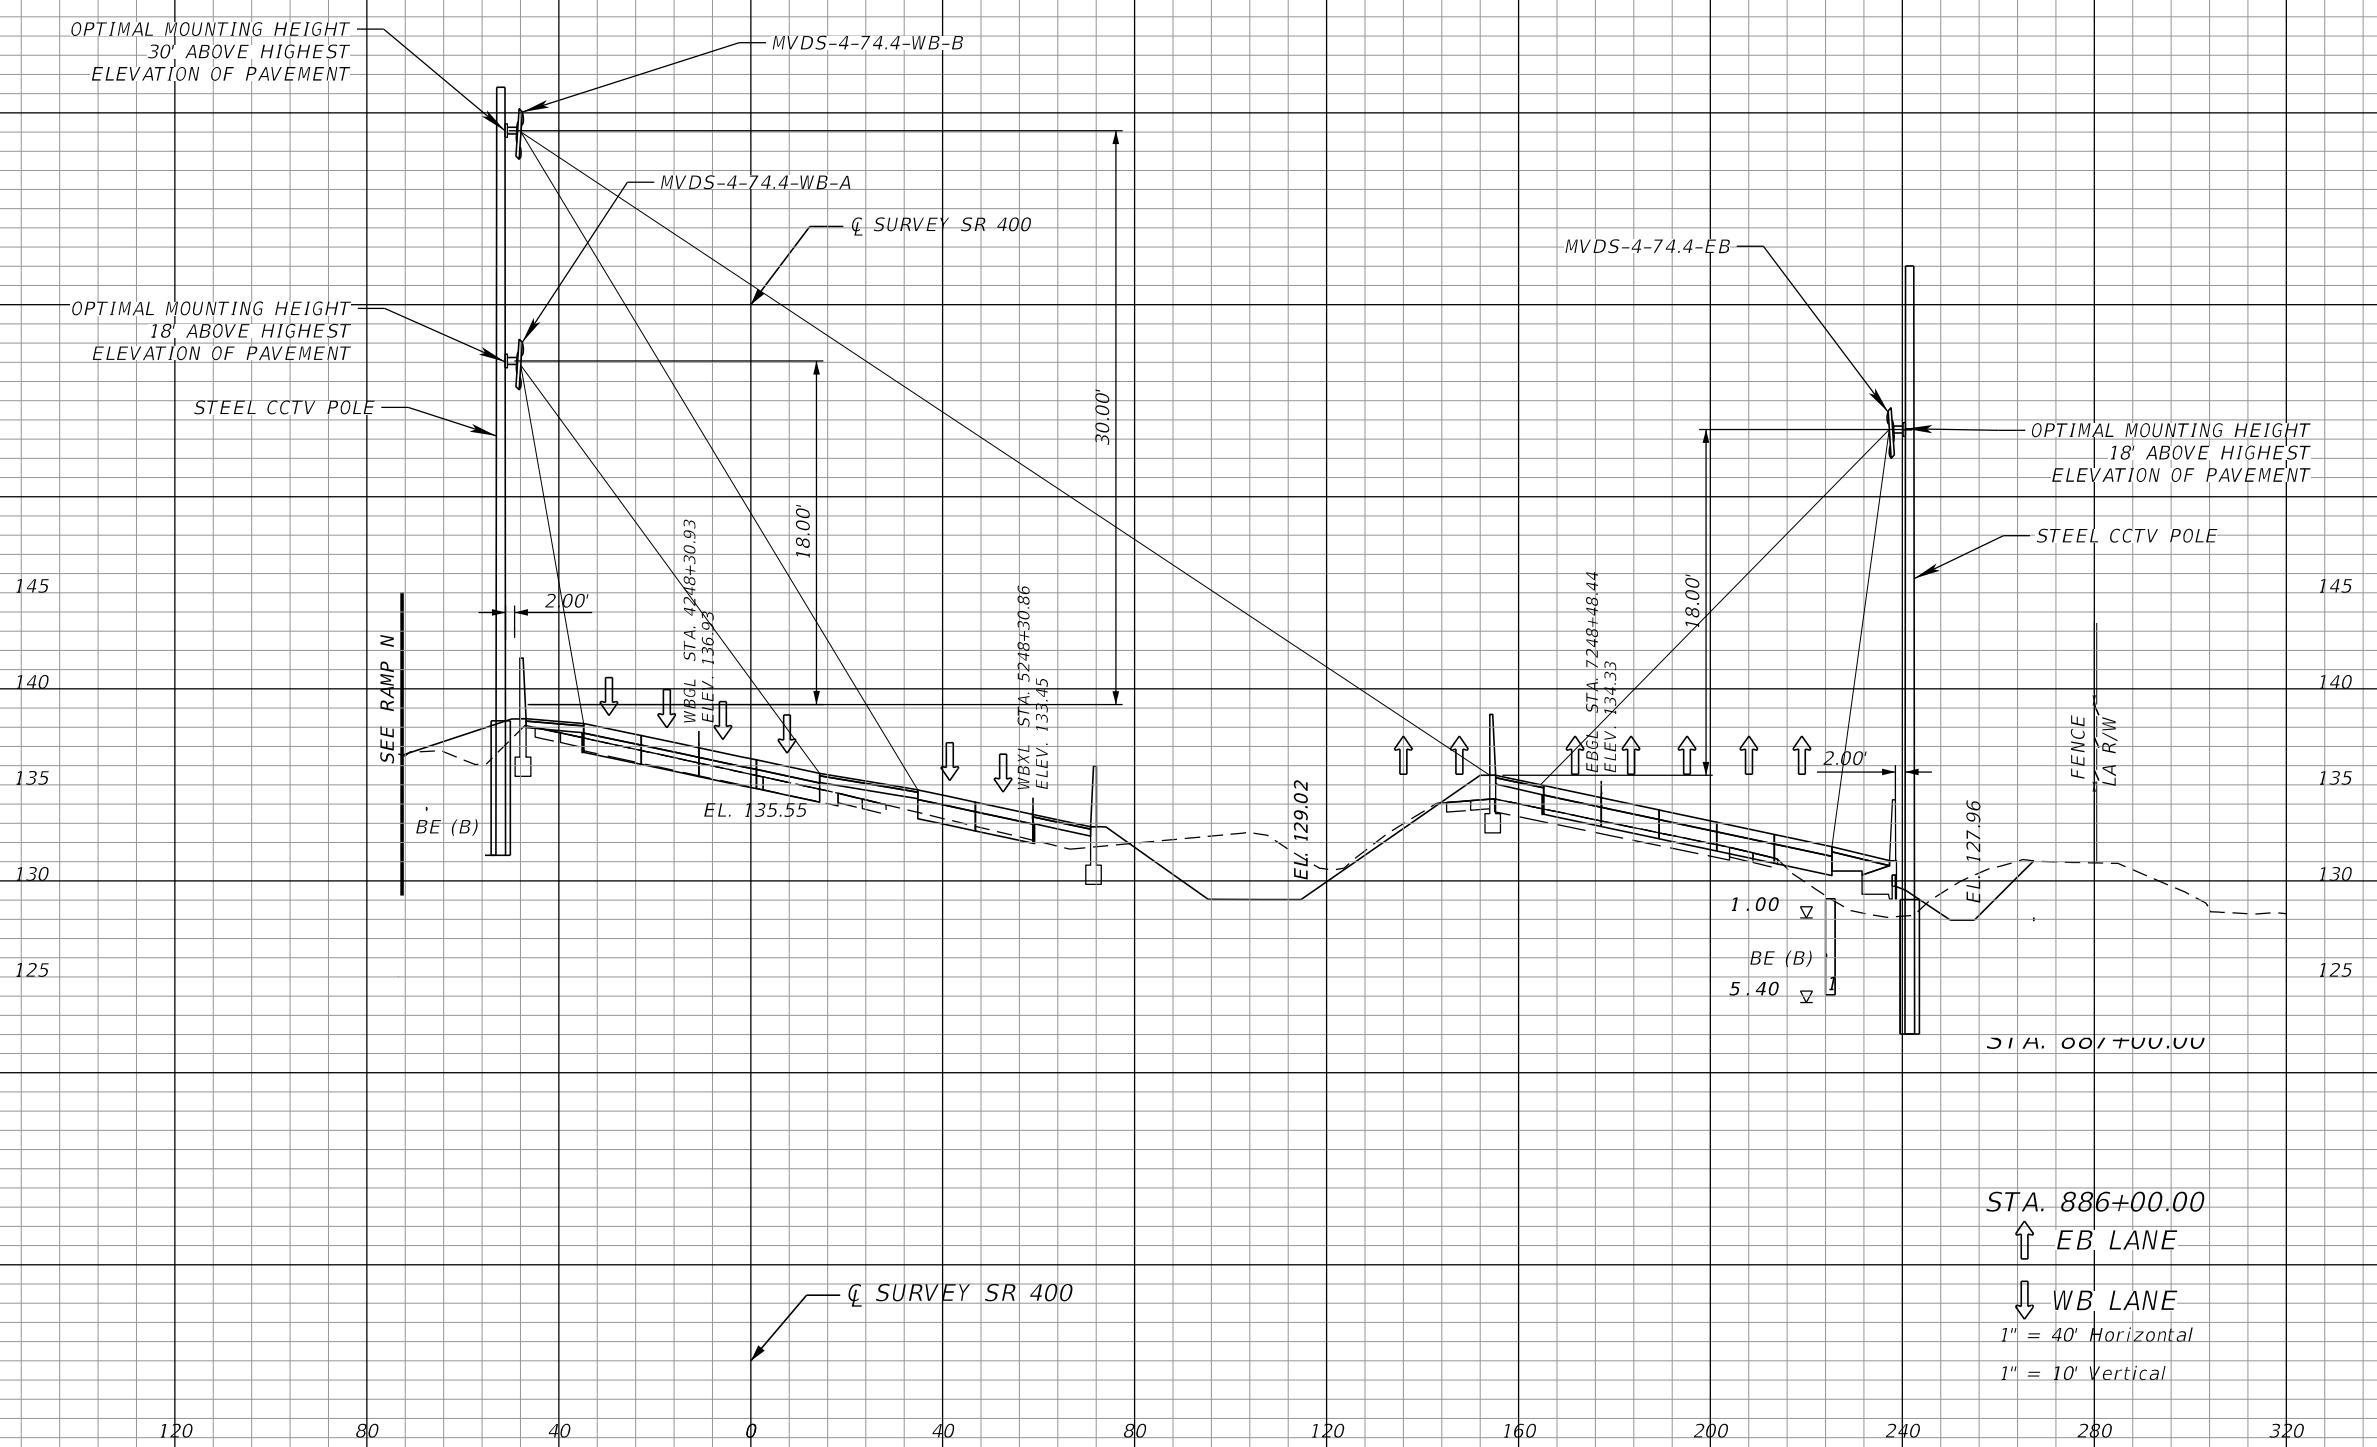 OPTIMAL MOUNTING HEIGHT
30' ABOVE HIGHEST
ELEVATION OF PAVEMENT
MVDS-4-74.4-WB-B
MVDS-4-74.4-WB-A
℄ SURVEY SR 400
MVDS-4-74.4-EB
OPTIMAL MOUNTING HEIGHT
18' ABOVE HIGHEST
ELEVATION OF PAVEMENT
STEEL CCTV POLE
30.00'
18.00'
OPTIMAL MOUNTING HEIGHT
18' ABOVE HIGHEST
ELEVATION OF PAVEMENT
STEEL CCTV POLE
18.00'
145
145
2.00'
SEE RAMP N
WBGL STA. 4248+30.93
ELEV. 136.93
WBXL STA. 5248+30.86
ELEV. 133.45
EBGL STA. 7248+48.44
ELEV. 134.33
140
140
2.00'
FENCE
LA R/W
135
135
EL. 135.55
BE (B)
EL. 129.02
EL. 127.96
130
130
1.00
BE (B)
5.40
1
125
125
STA. 887+00.00
STA. 886+00.00
EB LANE
℄ SURVEY SR 400
WB LANE
1" = 40' Horizontal
1" = 10' Vertical
120
80
40
0
40
80
120
160
200
240
280
320